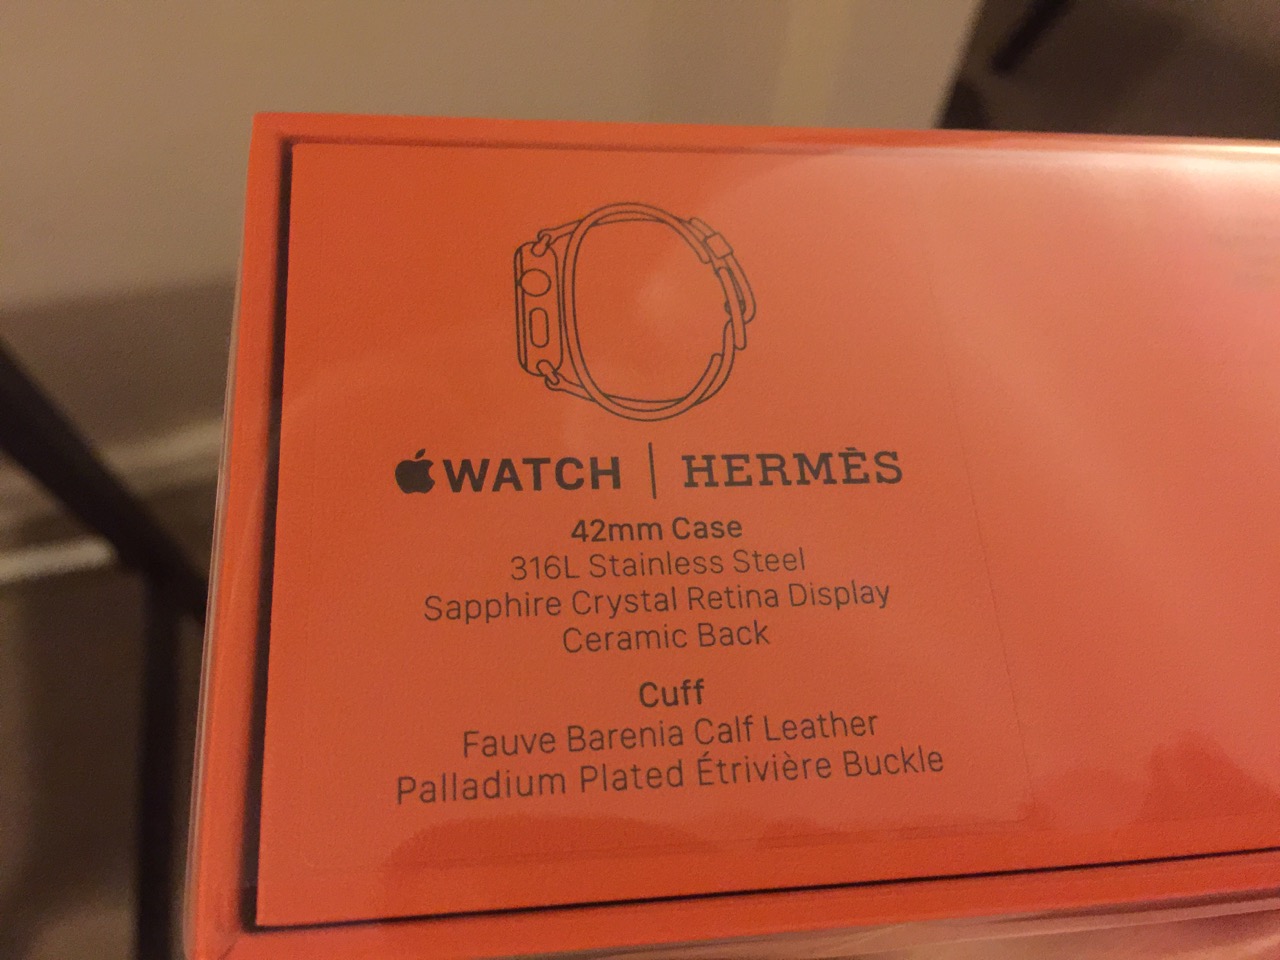 WATCH | HERMÈS
42mm Case
316L Stainless Steel
Sapphire Crystal Retina Display
Ceramic Back
Cuff
Fauve Barenia Calf Leather
Palladium Plated Étrivière Buckle